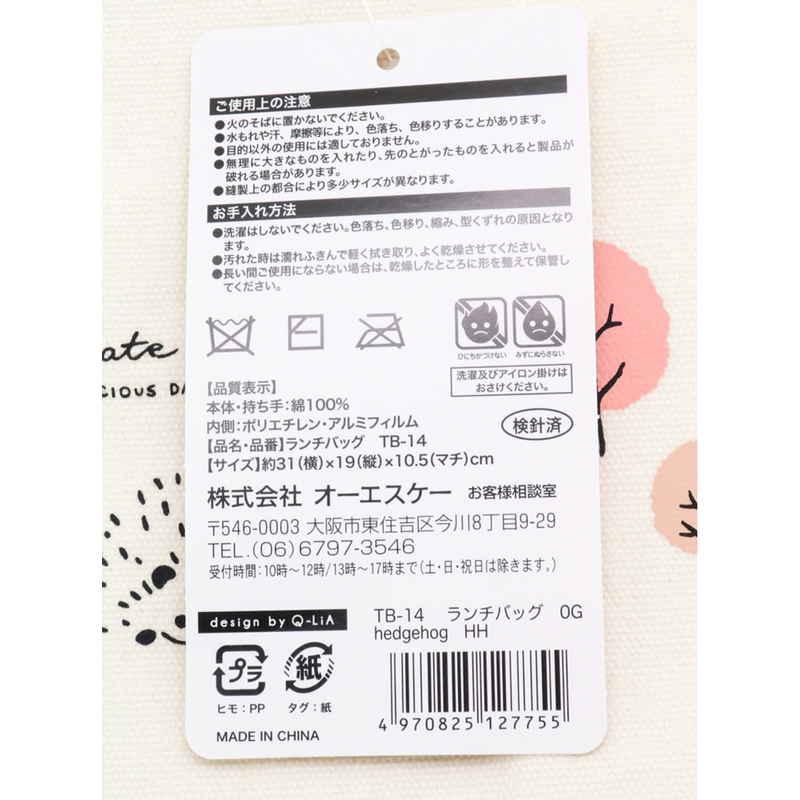 ご使用上の注意
●火のそばに置かないでください。
●水もれや汗、摩擦等により、色落ち、色移りすることがあります。
●目的以外の使用には適しておりません。
●無理に大きなものを入れたり、先のとがったものを入れると製品が
破れる場合があります。
●縫製上の都合により多少サイズが異なります。
お手入れ方法
●洗濯はしないでください。色落ち、色移り、縮み、型くずれの原因となり
ます。
●汚れた時は濡れふきんで軽く拭き取り、よく乾燥させてください。
●長い間ご使用にならない場合は、乾燥したところに形を整えて保管し
てください。
ate
CIOUS DA
ひにちかづけない
みずにぬらさない
洗濯及びアイロン掛けは
おさけください。
【品質表示】
本体・持ち手:綿100%
内側:ポリエチレン・アルミフィルム
検針済
【品名・品番】ランチバッグ TB-14
【サイズ】約31(横)×19(縦)×10.5(マチ)cm
株式会社 オーエスケー お客様相談室
〒546-0003 大阪市東住吉区今川8丁目9-29
TEL.(06)6797-3546
受付時間:10時～12時/13時～17時まで(土・日・祝日は除きます。)
design by Q-LiA
TB-14 ランチバッグ OG
hedgehog HH
プラ
紙
ヒモ:PP
タグ:紙
4 970825 127755
MADE IN CHINA